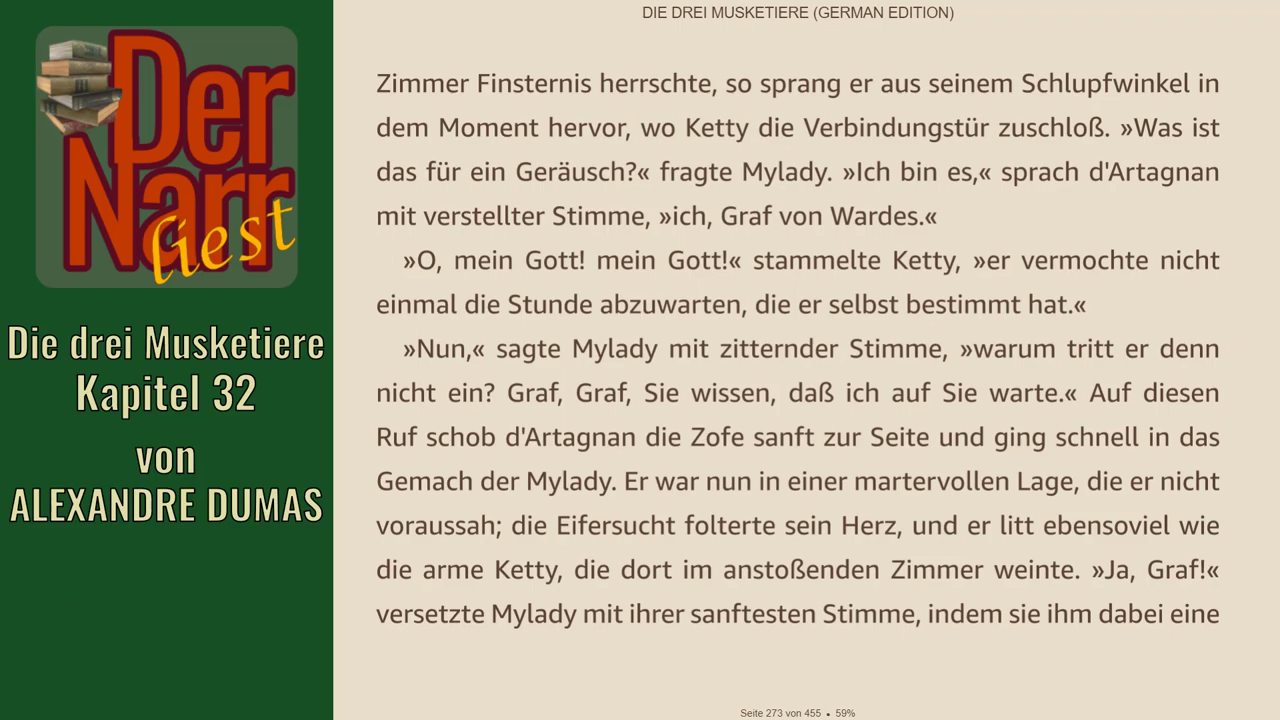 Der
Narr
liest
Die drei Musketiere
Kapitel 32
von
ALEXANDRE DUMAS
DIE DREI MUSKETIERE (GERMAN EDITION)
Zimmer Finsternis herrschte, so sprang er aus seinem Schlupfwinkel in
dem Moment hervor, wo Ketty die Verbindungstür zuschloß. »Was ist
das für ein Geräusch?« fragte Mylady. »Ich bin es,« sprach d'Artagnan
mit verstellter Stimme, »ich, Graf von Wardes.«
»O, mein Gott! mein Gott!« stammelte Ketty, »er vermochte nicht
einmal die Stunde abzuwarten, die er selbst bestimmt hat.«
»Nun,« sagte Mylady mit zitternder Stimme, »warum tritt er denn
nicht ein? Graf, Graf, Sie wissen, daß ich auf Sie warte.« Auf diesen
Ruf schob d'Artagnan die Zofe sanft zur Seite und ging schnell in das
Gemach der Mylady. Er war nun in einer martervollen Lage, die er nicht
voraussah; die Eifersucht folterte sein Herz, und er litt ebensoviel wie
die arme Ketty, die dort im anstoßenden Zimmer weinte. »Ja, Graf!«
versetzte Mylady mit ihrer sanftesten Stimme, indem sie ihm dabei eine
Seite 273 von 455 • 59%